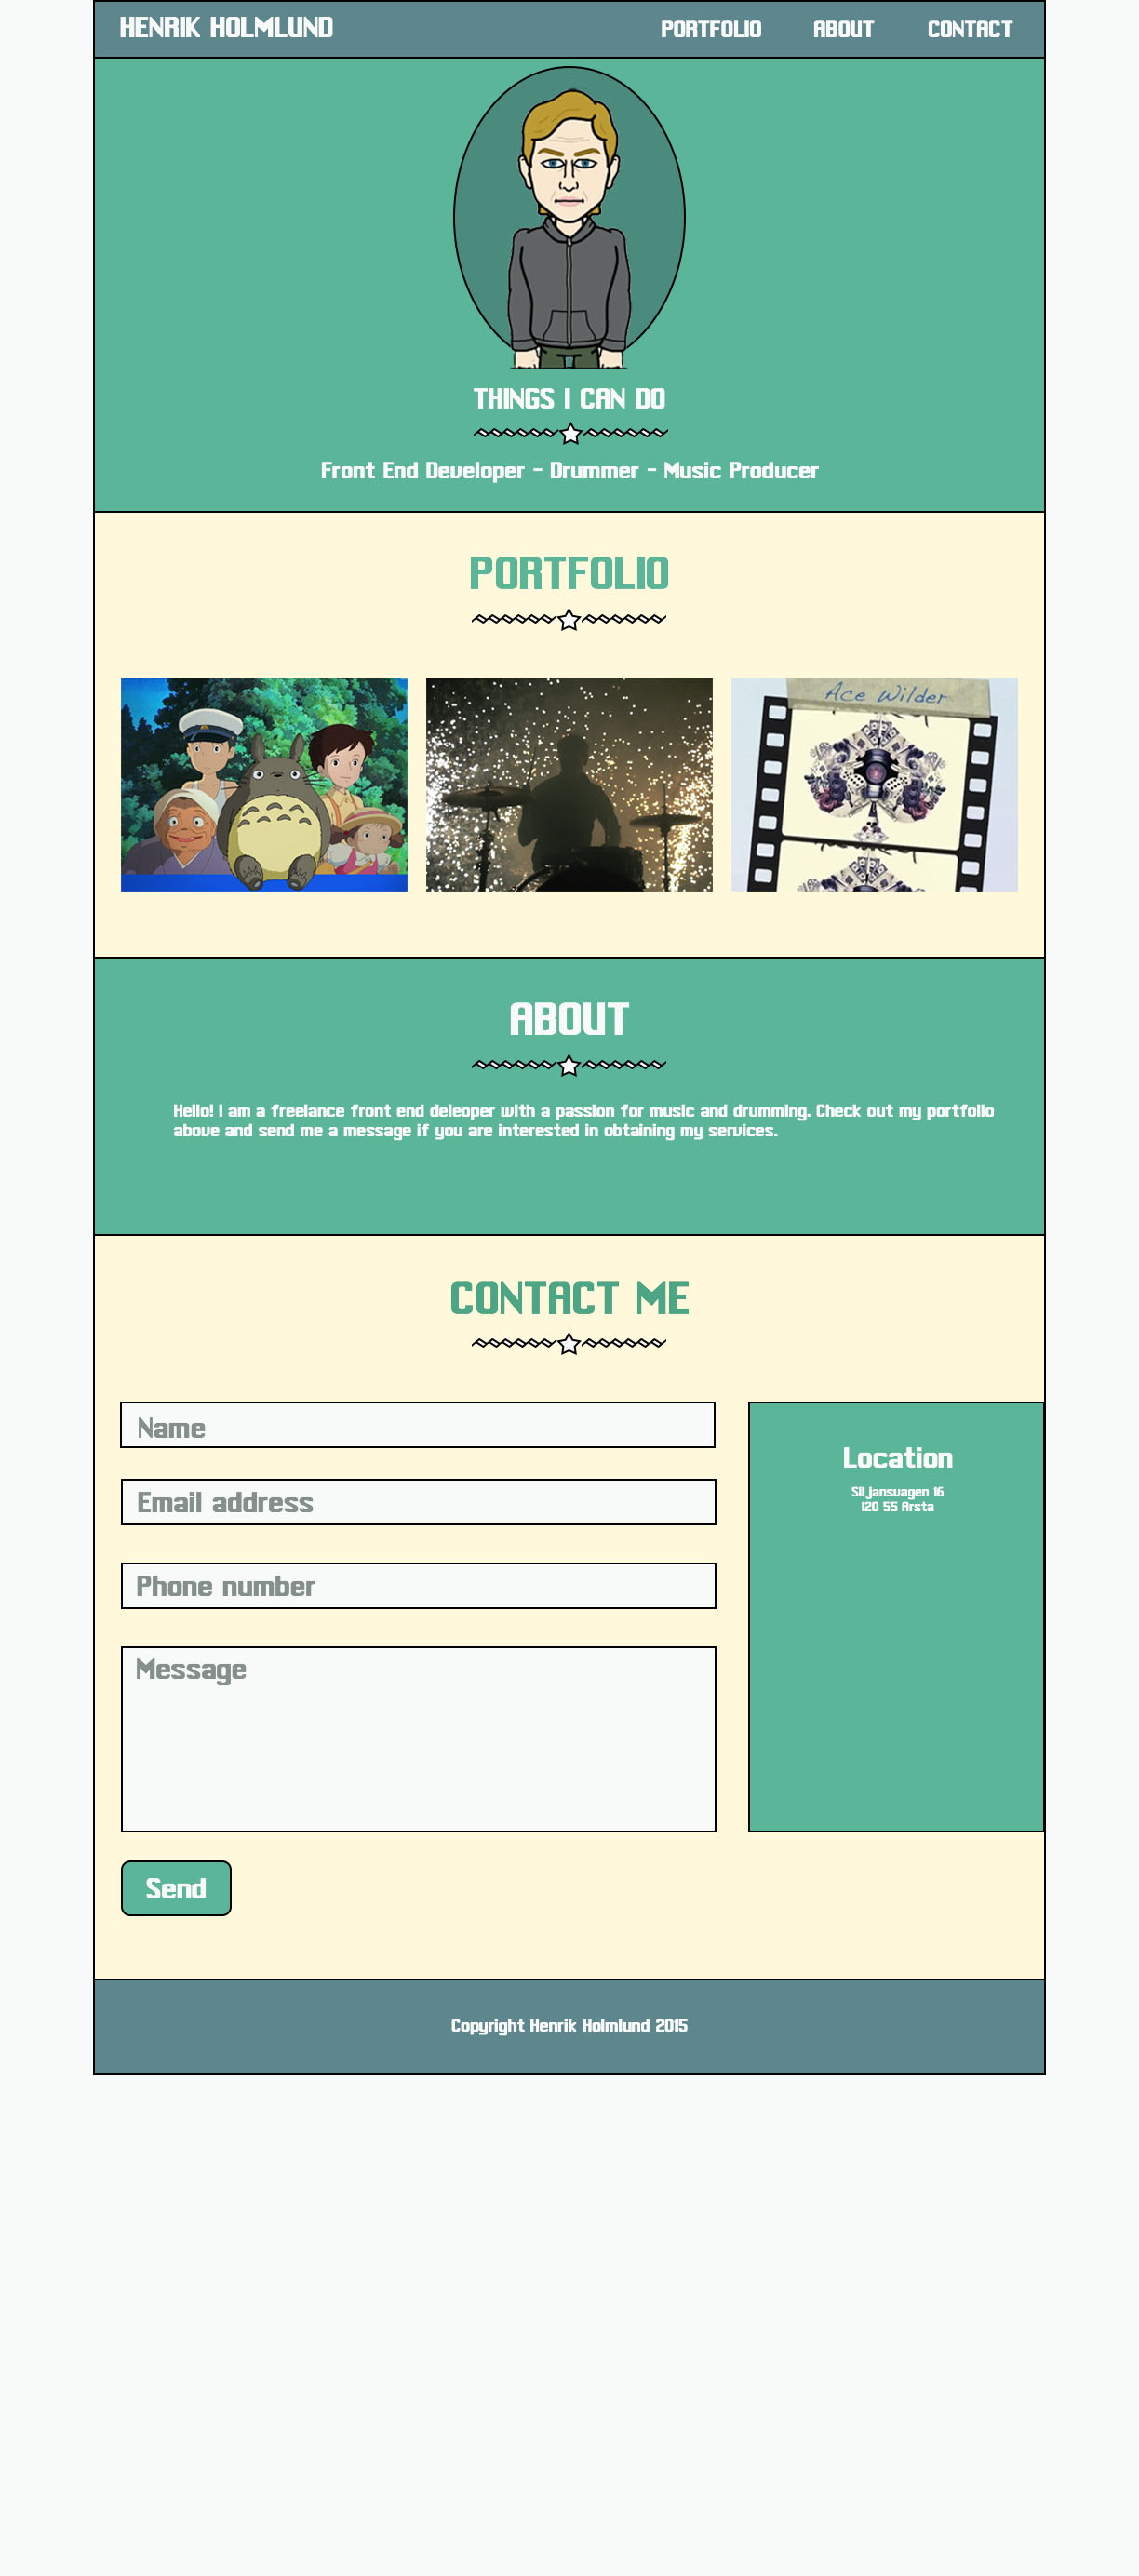 HENRIK HOLMLUND
PORTFOLIO ABOUT CONTACT
THINGS I CAN DO
Front End Developer - Drummer - Music Producer
PORTFOLIO
Ace Wilder
ABOUT
Hello! I am a freelance front end deleoper with a passion for music and drumming. Check out my portfolio
above and send me a message if you are interested in obtaining my services.
CONTACT ME
Name
Email address
Phone number
Message
Location
Siljansvagen 16
120 55 Arsta
Send
Copyright Henrik Holmlund 2015